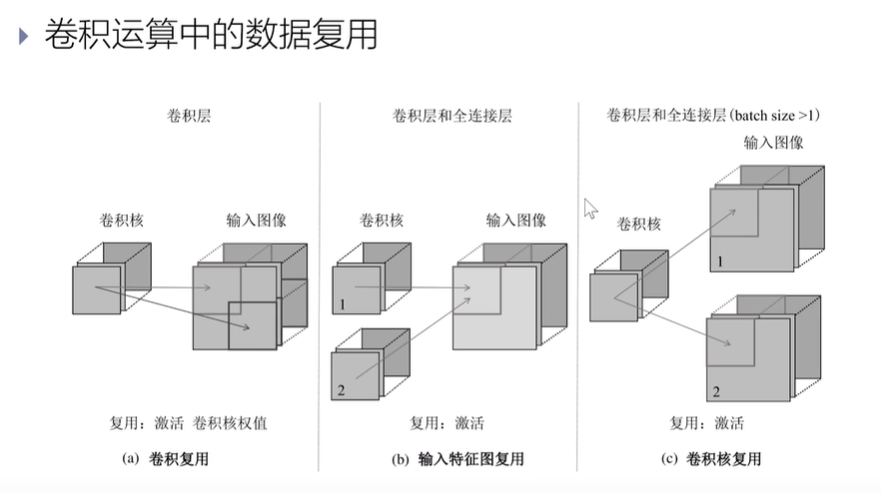 卷积运算中的数据复用
卷积层
卷积核
输入图像
复用：激活 卷积核权值
(a) 卷积复用
卷积层和全连接层
卷积核
输入图像
1
2
复用：激活
(b) 输入特征图复用
卷积层和全连接层(batch size >1)
输入图像
卷积核
1
2
复用：激活
(c) 卷积核复用